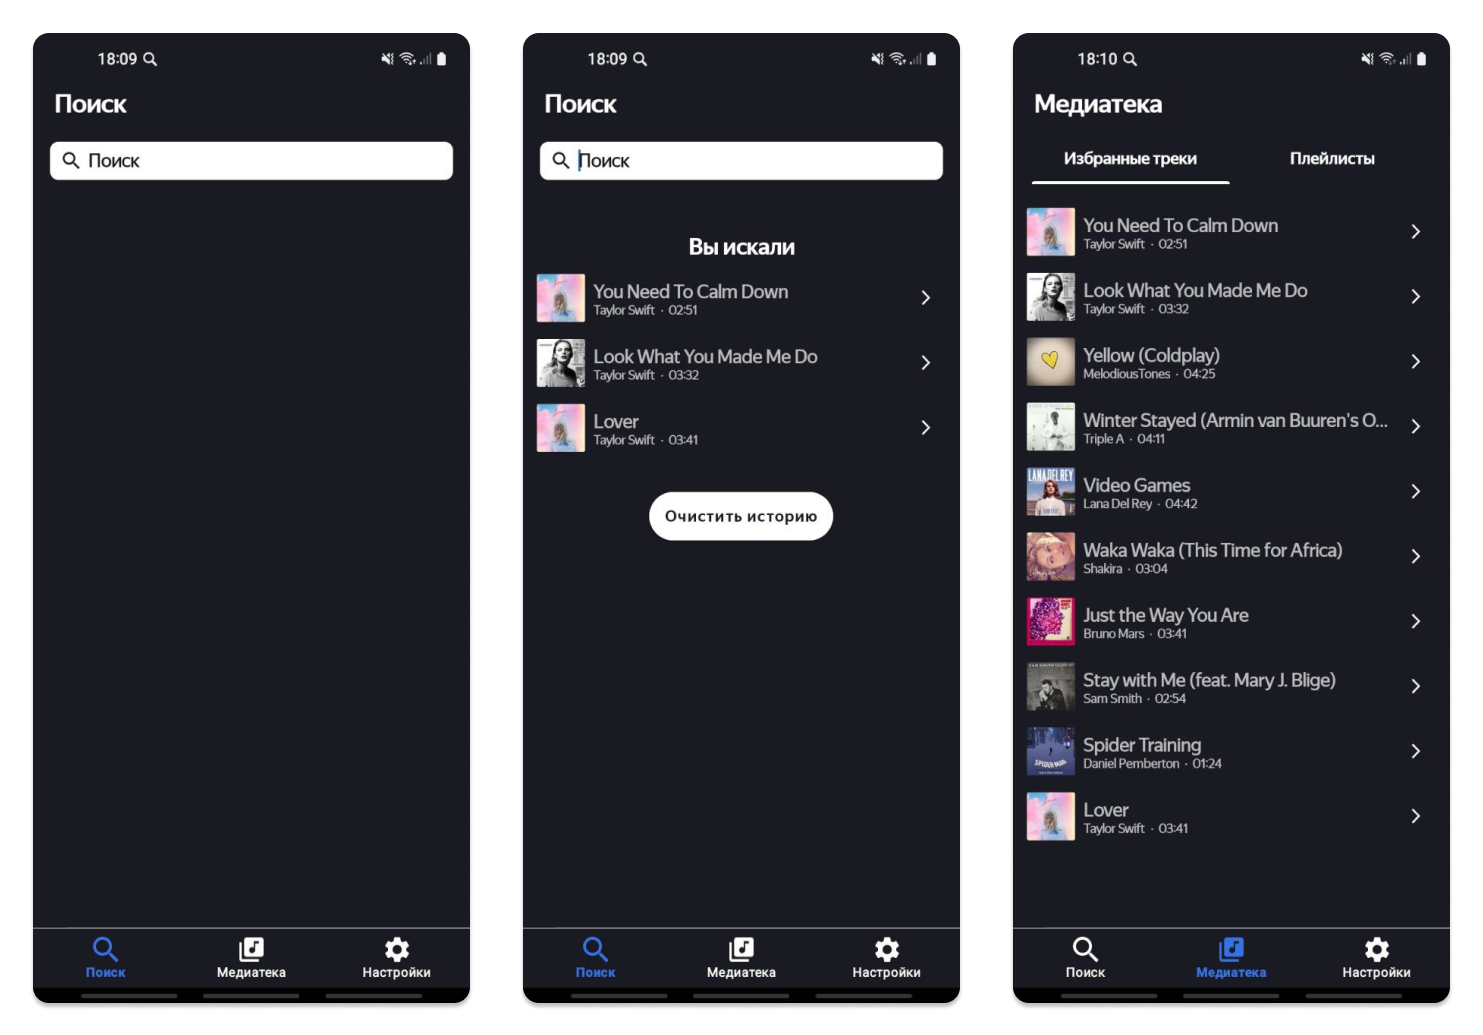 18:09
Поиск
Поиск
Поиск
Медиатека
Настройки
18:09
Поиск
Поиск
Вы искали
You Need To Calm Down
Taylor Swift · 02:51
Look What You Made Me Do
Taylor Swift · 03:32
Lover
Taylor Swift · 03:41
Очистить историю
Поиск
Медиатека
Настройки
18:10
Медиатека
Избранные треки
Плейлисты
You Need To Calm Down
Taylor Swift · 02:51
Look What You Made Me Do
Taylor Swift · 03:32
Yellow (Coldplay)
MelodiousTones · 04:25
Winter Stayed (Armin van Buuren's O...
Triple A · 04:11
LANA DEL REY
Video Games
Lana Del Rey · 04:42
Waka Waka (This Time for Africa)
Shakira · 03:04
Just the Way You Are
Bruno Mars · 03:41
Stay with Me (feat. Mary J. Blige)
Sam Smith · 02:54
Spider Training
Daniel Pemberton · 01:24
Lover
Taylor Swift · 03:41
Поиск
Медиатека
Настройки